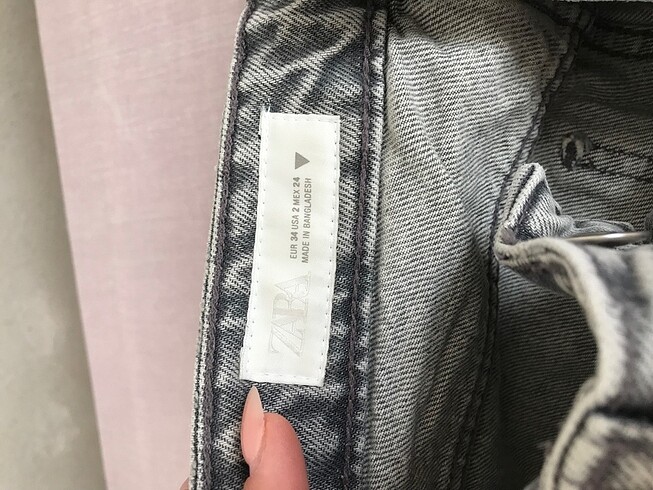 ZARA
EUR 34 USA 2 MEX 24
MADE IN BANGLADESH